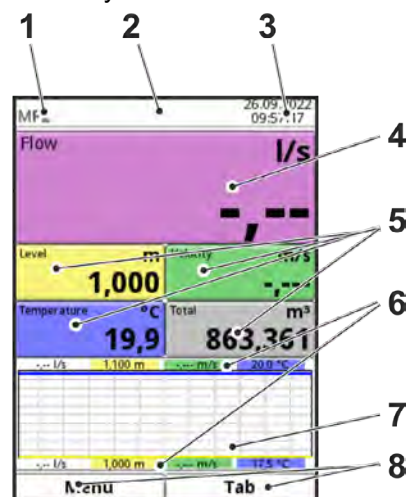 1 2 3
26.09.2022
09:57:17
Flow l/s
4
-,--
5
Level m
1,000
m/s
-,---
Temperature °C
19,9
Total m³
863,361
6
-,-- l/s 1,100 m -,--- m/s 20,0 °C
7
-,-- l/s 1,000 m -,--- m/s 17,5 °C
8
Menu Tab